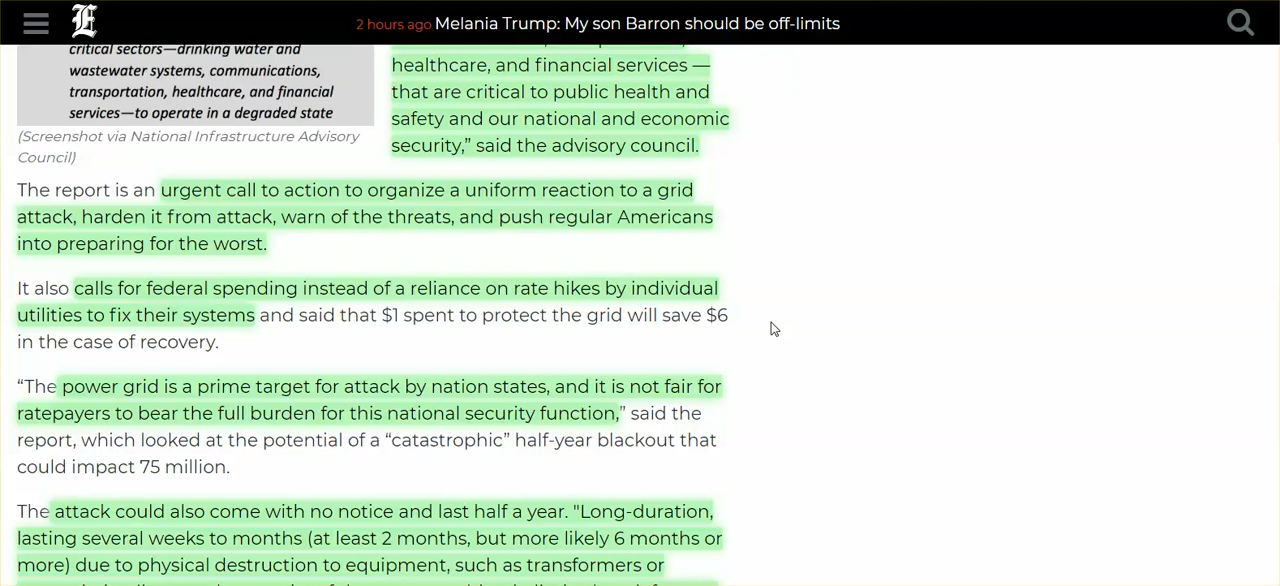 E
2 hours ago Melania Trump: My son Barron should be off-limits
critical sectors—drinking water and
wastewater systems, communications,
transportation, healthcare, and financial
services—to operate in a degraded state
(Screenshot via National Infrastructure Advisory
Council)
healthcare, and financial services —
that are critical to public health and
safety and our national and economic
security,” said the advisory council.
The report is an urgent call to action to organize a uniform reaction to a grid
attack, harden it from attack, warn of the threats, and push regular Americans
into preparing for the worst.
It also calls for federal spending instead of a reliance on rate hikes by individual
utilities to fix their systems and said that $1 spent to protect the grid will save $6
in the case of recovery.
“The power grid is a prime target for attack by nation states, and it is not fair for
ratepayers to bear the full burden for this national security function,” said the
report, which looked at the potential of a “catastrophic” half-year blackout that
could impact 75 million.
The attack could also come with no notice and last half a year. "Long-duration,
lasting several weeks to months (at least 2 months, but more likely 6 months or
more) due to physical destruction to equipment, such as transformers or